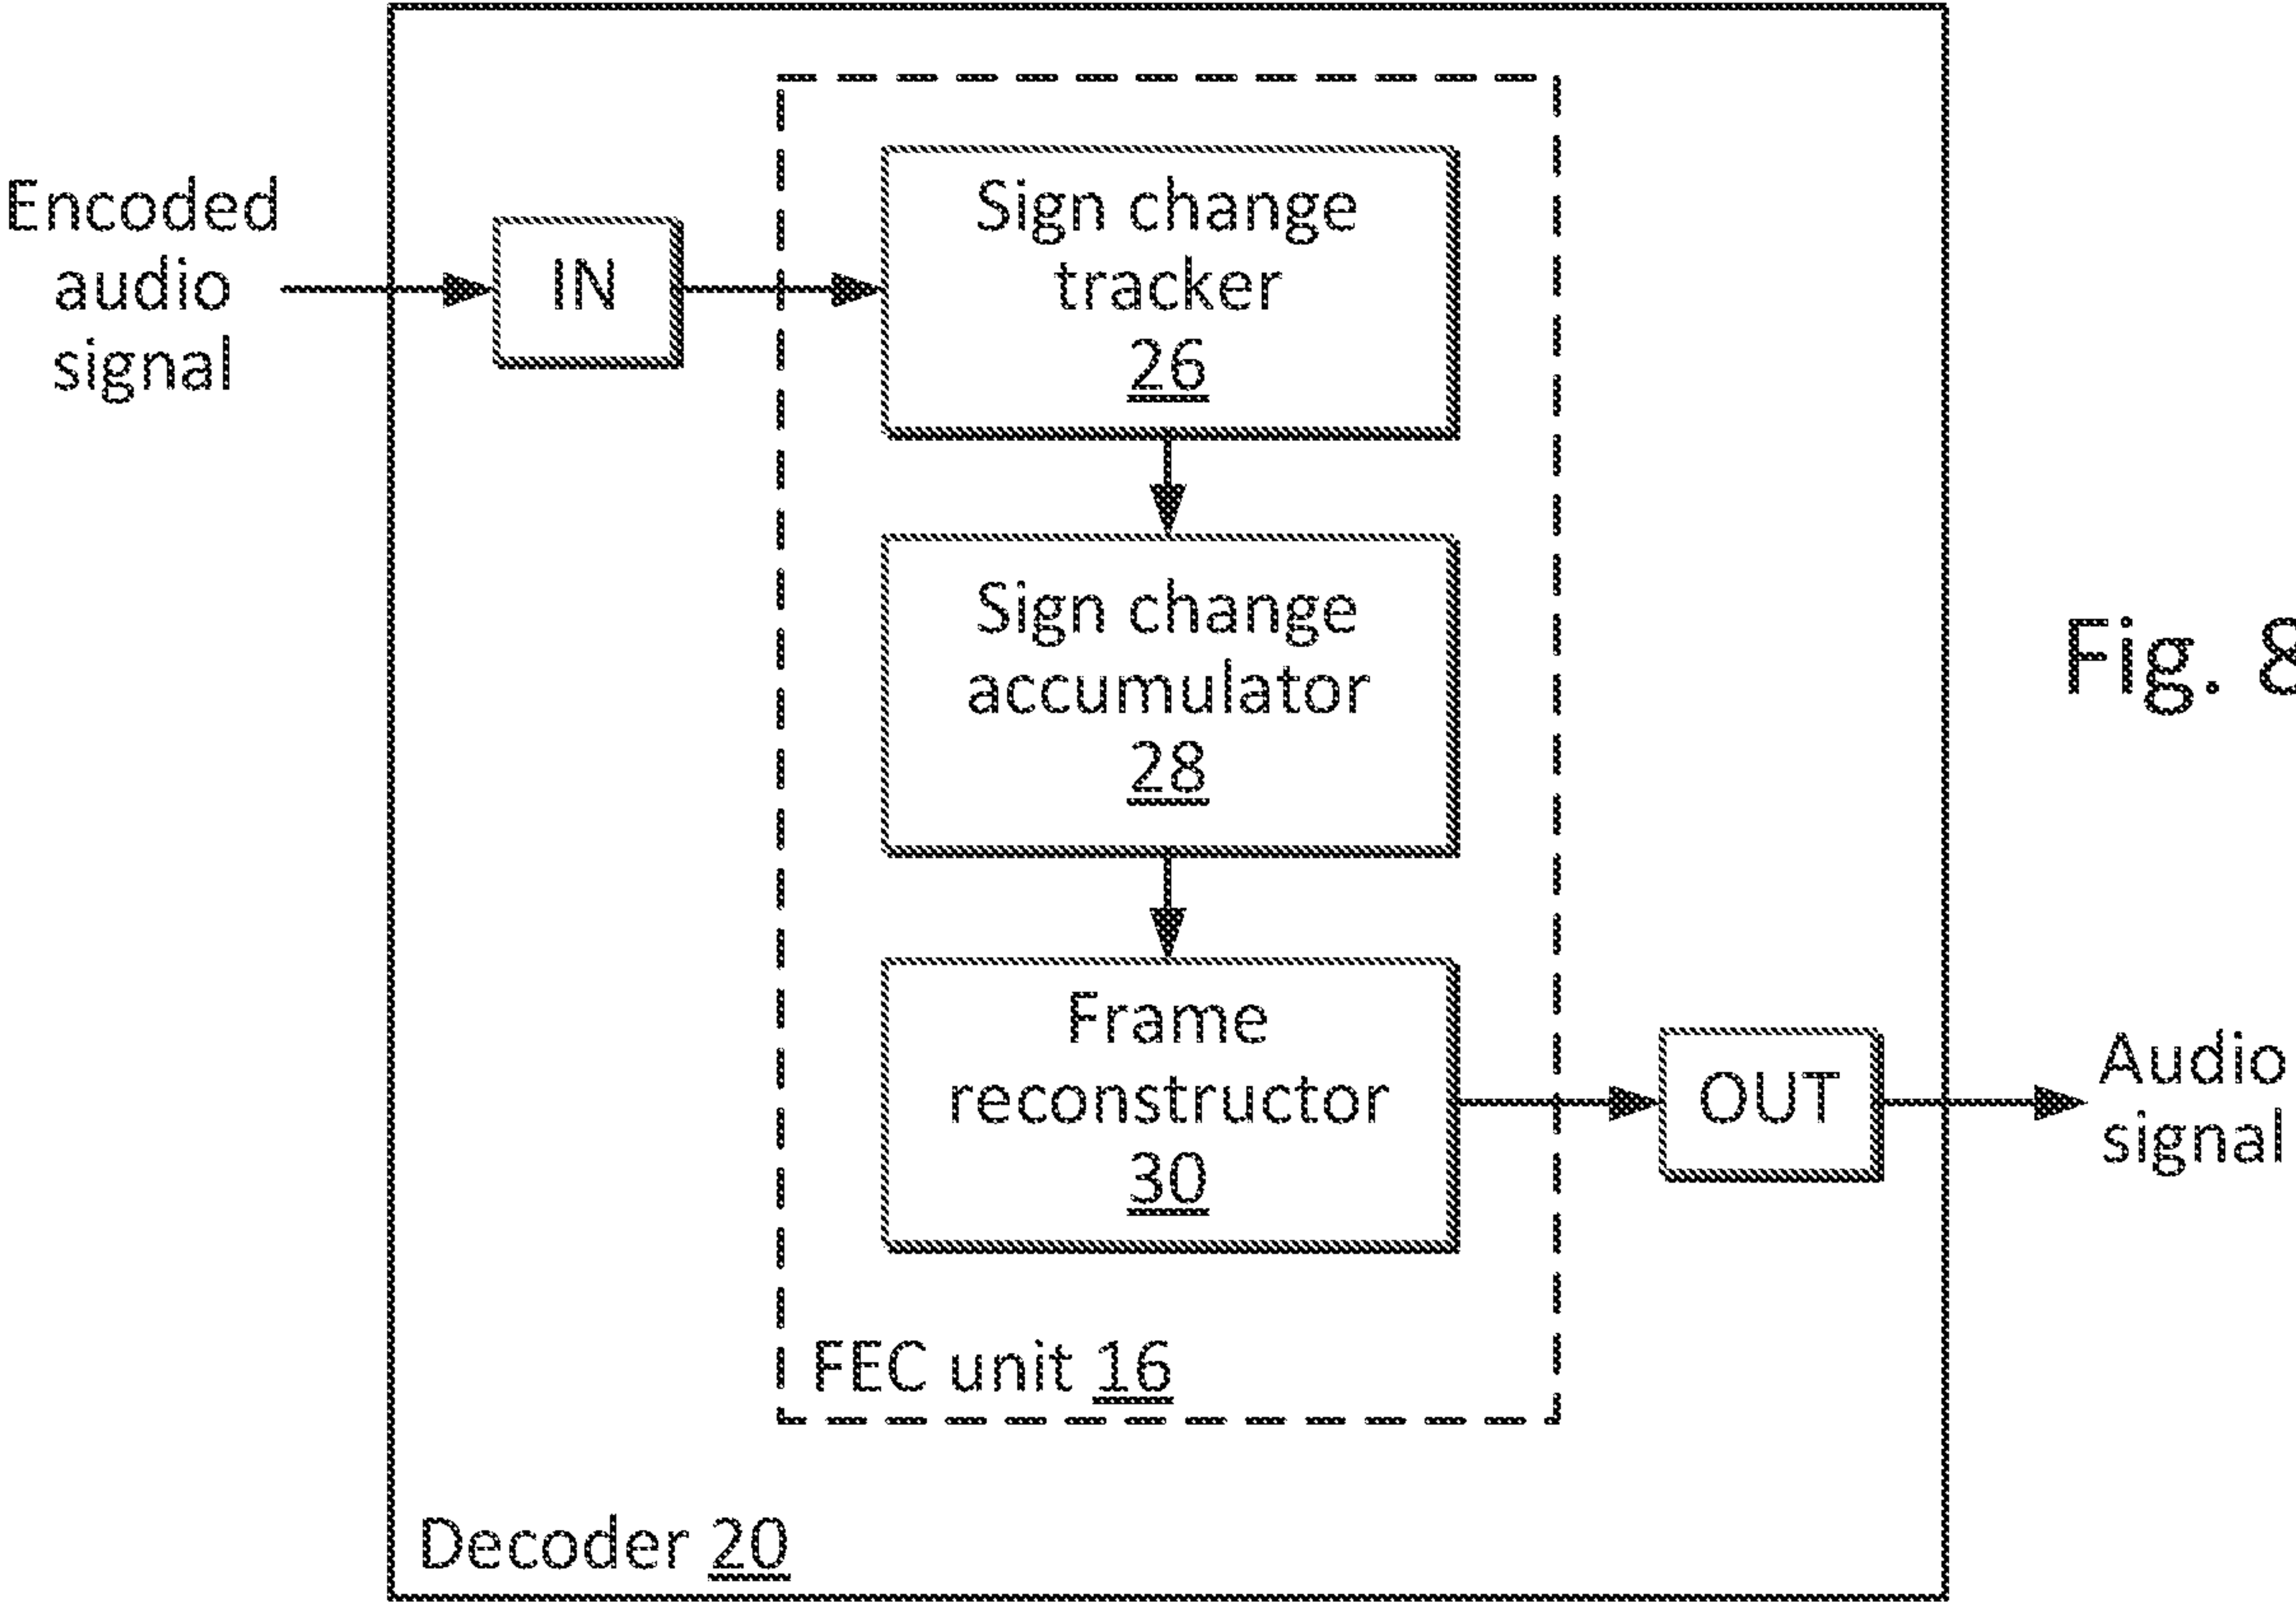 Encoded
audio
signal
IN
Sign change
tracker
26
Sign change
accumulator
28
Frame
reconstructor
30
OUT
Audio
signal
FEC unit 16
Decoder 20
Fig. 8